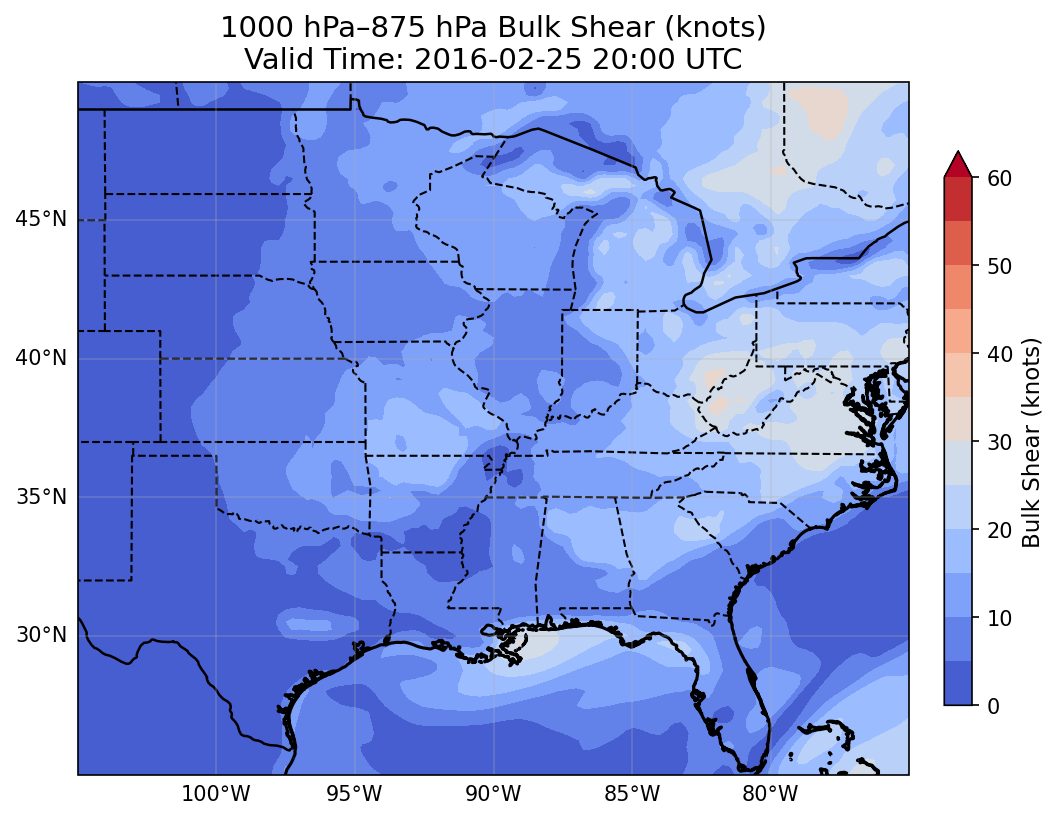 1000 hPa–875 hPa Bulk Shear (knots)
Valid Time: 2016-02-25 20:00 UTC
45°N
40°N
35°N
30°N
100°W
95°W
90°W
85°W
80°W
60
50
40
30
20
10
0
Bulk Shear (knots)